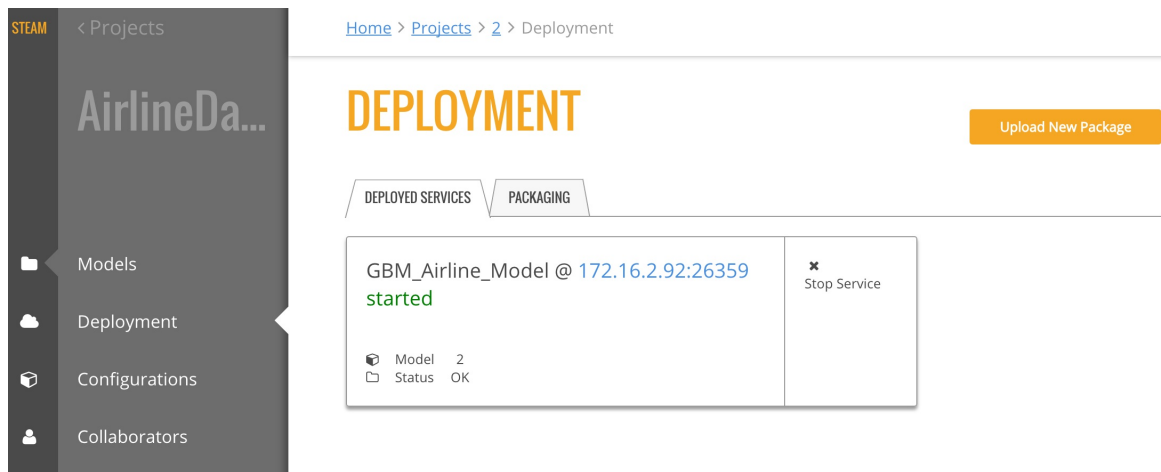 STEAM
< Projects
AirlineDa...
Models
Deployment
Configurations
Collaborators
Home > Projects > 2 > Deployment
DEPLOYMENT
Upload New Package
DEPLOYED SERVICES
PACKAGING
GBM_Airline_Model @ 172.16.2.92:26359
started
Model 2
Status OK
Stop Service